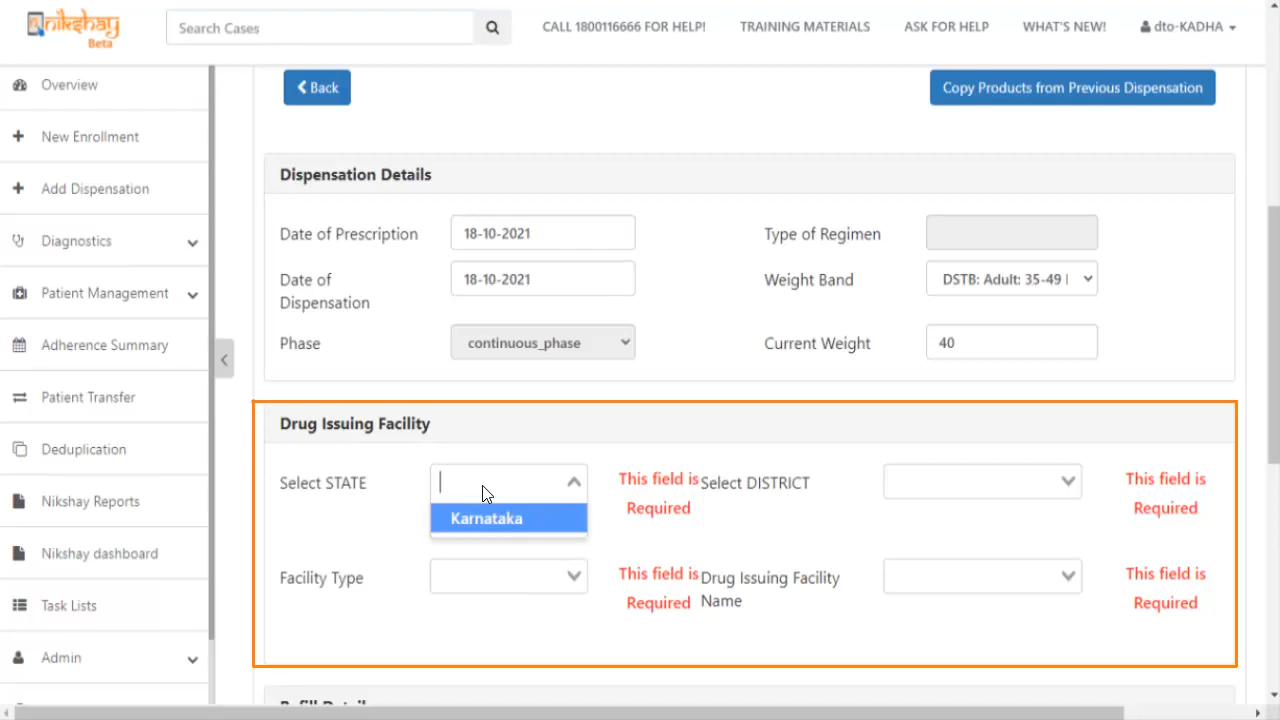 nikshay
Beta
Search Cases
CALL 1800116666 FOR HELP!
TRAINING MATERIALS
ASK FOR HELP
WHAT'S NEW!
dto-KADHA
Overview
New Enrollment
Add Dispensation
Diagnostics
Patient Management
Adherence Summary
Patient Transfer
Deduplication
Nikshay Reports
Nikshay dashboard
Task Lists
Admin
Back
Copy Products from Previous Dispensation
Dispensation Details
Date of Prescription
18-10-2021
Type of Regimen
Date of
Dispensation
18-10-2021
Weight Band
DSTB: Adult: 35-49
Phase
continuous_phase
Current Weight
40
Drug Issuing Facility
Select STATE
Karnataka
This field is
Required
Select DISTRICT
This field is
Required
Facility Type
This field is
Required
Drug Issuing Facility
Name
This field is
Required